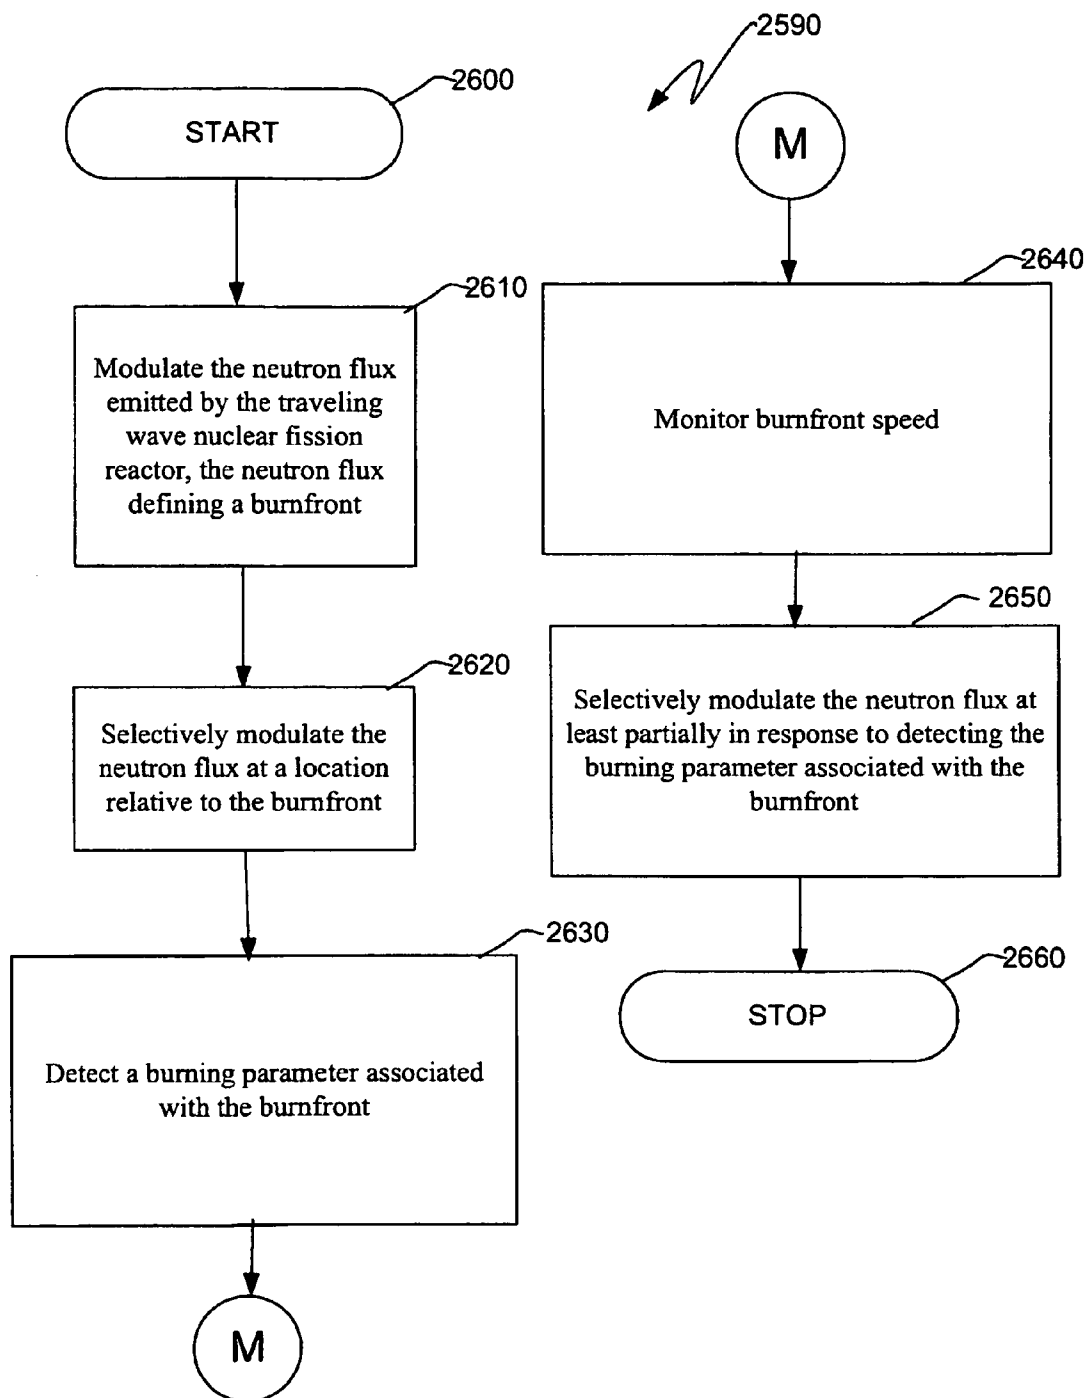 2600
START
2610
Modulate the neutron flux
emitted by the traveling
wave nuclear fission
reactor, the neutron flux
defining a burnfront
2620
Selectively modulate the
neutron flux at a location
relative to the burnfront
2630
Detect a burning parameter associated
with the burnfront
M
2590
M
2640
Monitor burnfront speed
2650
Selectively modulate the neutron flux at
least partially in response to detecting the
burning parameter associated with the
burnfront
2660
STOP